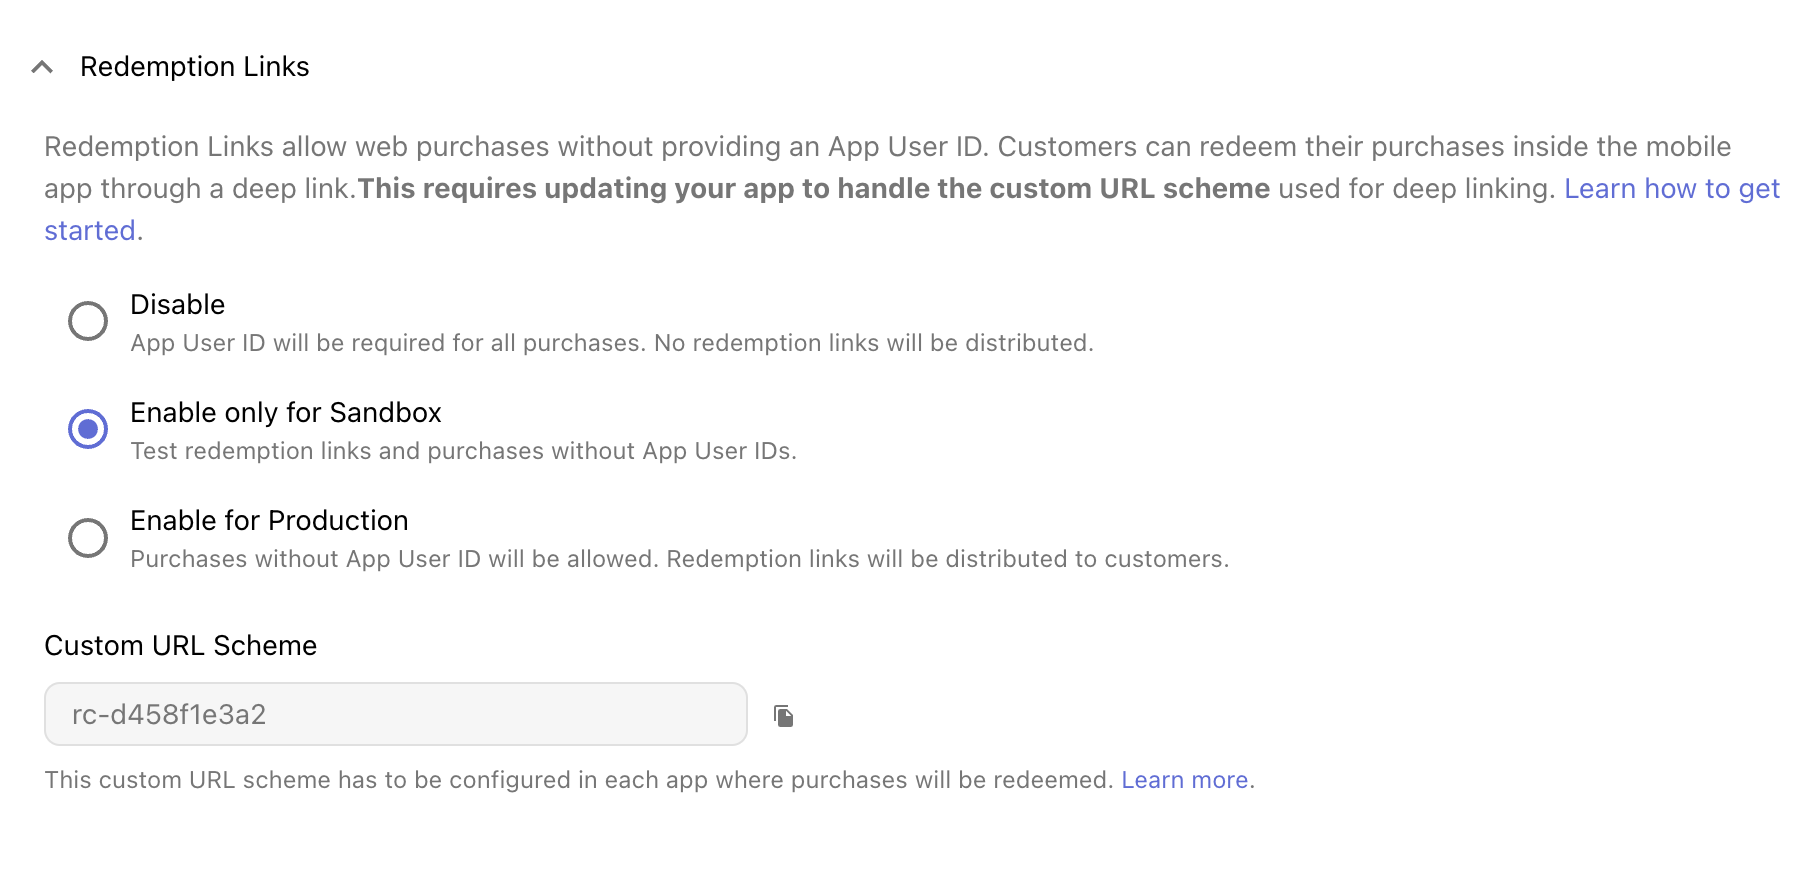 Redemption Links
Redemption Links allow web purchases without providing an App User ID. Customers can redeem their purchases inside the mobile
app through a deep link.This requires updating your app to handle the custom URL scheme used for deep linking. Learn how to get
started.
Disable
App User ID will be required for all purchases. No redemption links will be distributed.
Enable only for Sandbox
Test redemption links and purchases without App User IDs.
Enable for Production
Purchases without App User ID will be allowed. Redemption links will be distributed to customers.
Custom URL Scheme
rc-d458f1e3a2
This custom URL scheme has to be configured in each app where purchases will be redeemed. Learn more.